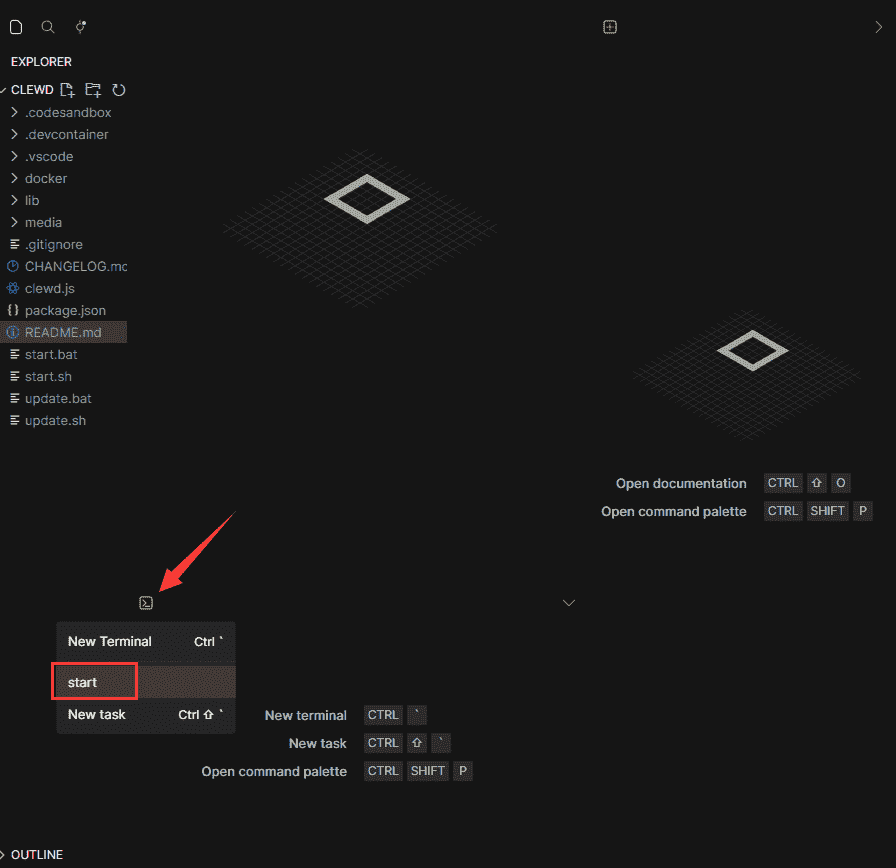 EXPLORER
CLEWD
.codesandbox
.devcontainer
.vscode
docker
lib
media
.gitignore
CHANGELOG.mc
clewd.js
package.json
README.md
start.bat
start.sh
update.bat
update.sh
Open documentation CTRL ⇧ O
Open command palette CTRL SHIFT P
New Terminal Ctrl `
start
New task Ctrl ⇧ `
New terminal CTRL `
New task CTRL ⇧ `
Open command palette CTRL SHIFT P
OUTLINE